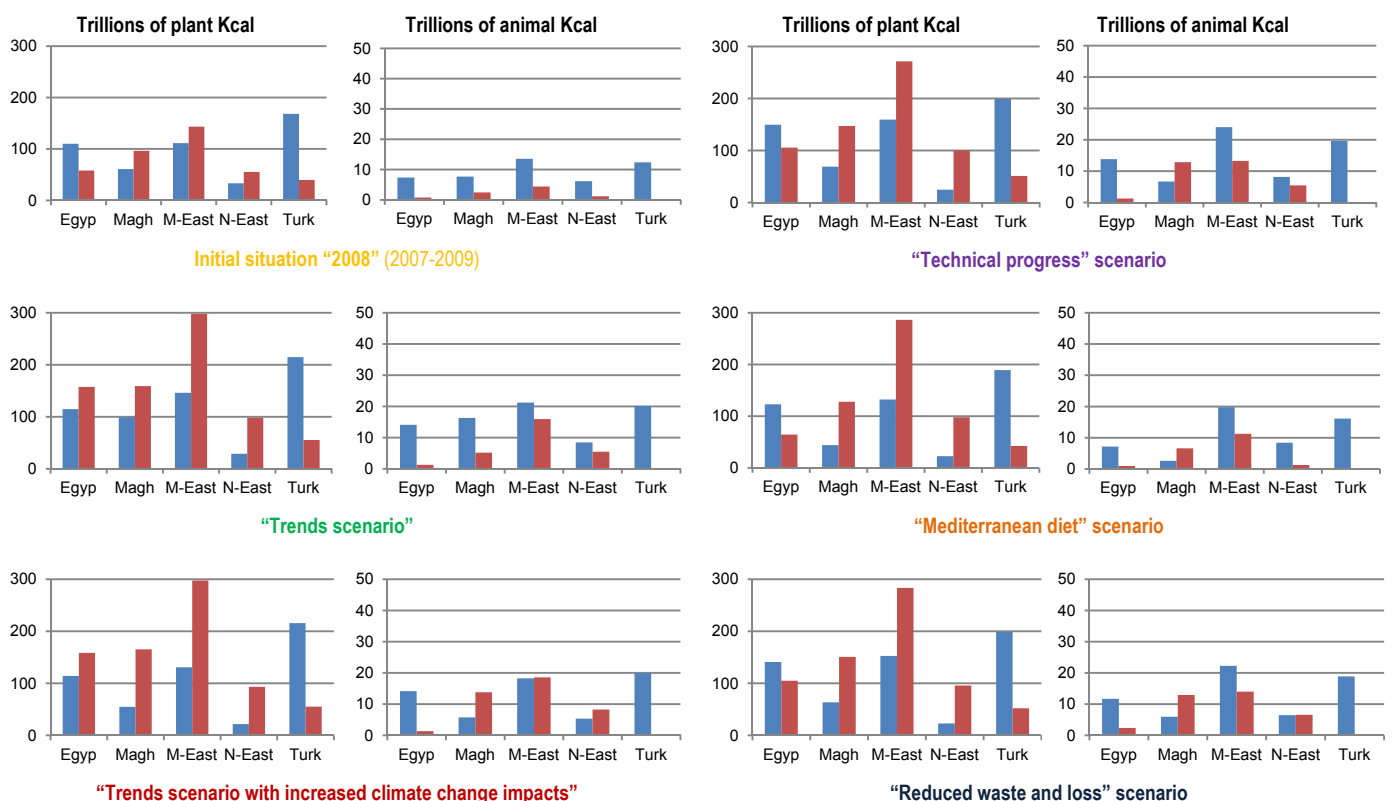 Trillions of plant Kcal
300
200
100
0
Egyp Magh M-East N-East Turk
Trillions of animal Kcal
50
40
30
20
10
0
Egyp Magh M-East N-East Turk
Initial situation “2008” (2007-2009)
Trillions of plant Kcal
300
200
100
0
Egyp Magh M-East N-East Turk
Trillions of animal Kcal
50
40
30
20
10
0
Egyp Magh M-East N-East Turk
“Technical progress” scenario
300
200
100
0
Egyp Magh M-East N-East Turk
50
40
30
20
10
0
Egyp Magh M-East N-East Turk
“Trends scenario”
300
200
100
0
Egyp Magh M-East N-East Turk
50
40
30
20
10
0
Egyp Magh M-East N-East Turk
“Mediterranean diet” scenario
300
200
100
0
Egyp Magh M-East N-East Turk
50
40
30
20
10
0
Egyp Magh M-East N-East Turk
“Trends scenario with increased climate change impacts”
300
200
100
0
Egyp Magh M-East N-East Turk
50
40
30
20
10
0
Egyp Magh M-East N-East Turk
“Reduced waste and loss” scenario